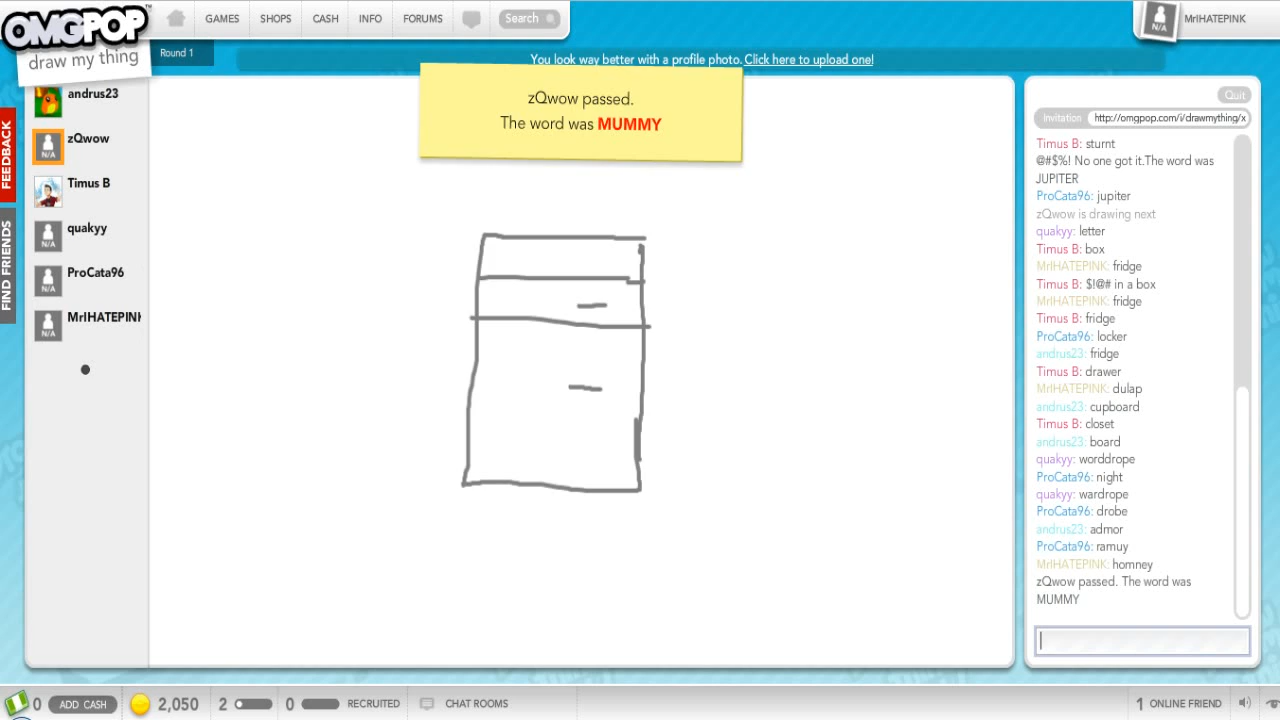 OMGPOP™
draw my thing
GAMES
SHOPS
CASH
INFO
FORUMS
Search
MrIHATEPINK
N/A
Round 1
You look way better with a profile photo. Click here to upload one!
zQwow passed.
The word was MUMMY
FEEDBACK
FIND FRIENDS
andrus23
zQwow
N/A
Timus B
quakyy
N/A
ProCata96
N/A
MrIHATEPINK
N/A
Quit
Invitation http://omgpop.com/i/drawmything/x
Timus B: sturnt
@#$%! No one got it.The word was
JUPITER
ProCata96: jupiter
zQwow is drawing next
quakyy: letter
Timus B: box
MrIHATEPINK: fridge
Timus B: $!@# in a box
MrIHATEPINK: fridge
Timus B: fridge
ProCata96: locker
andrus23: fridge
Timus B: drawer
MrIHATEPINK: dulap
andrus23: cupboard
Timus B: closet
andrus23: board
quakyy: worddrope
ProCata96: night
quakyy: wardrope
ProCata96: drobe
andrus23: admor
ProCata96: ramuy
MrIHATEPINK: homney
zQwow passed. The word was
MUMMY
0
ADD CASH
2,050
2
0
RECRUITED
CHAT ROOMS
1 ONLINE FRIEND